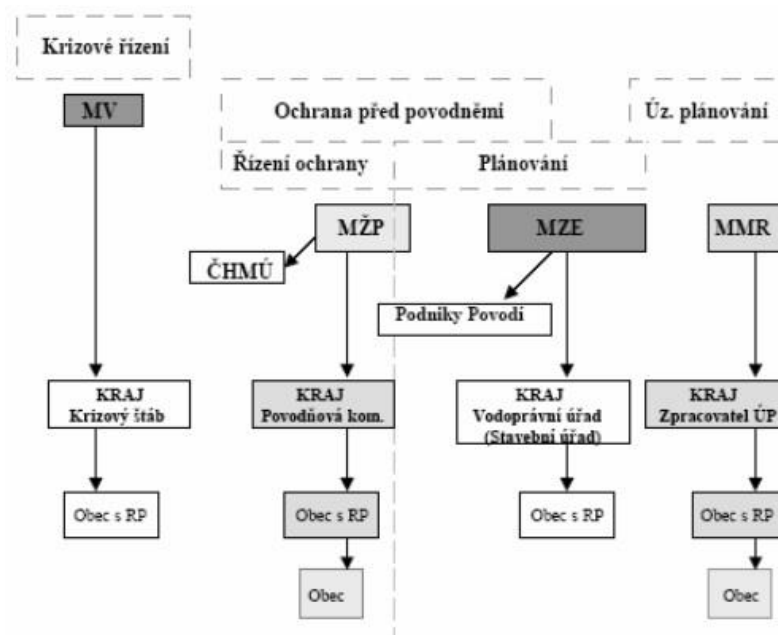 Krizové řízení
MV
Ochrana před povodněmí
Úz. plánování
Řízení ochrany
Plánování
MŽP
MZE
MMR
ČHMÚ
Podniky Povodí
KRAJ
Krizový štáb
KRAJ
Povodňová kom.
KRAJ
Vodoprávní úřad
(Stavební úřad)
KRAJ
Zpracovatel ÚP
Obec s RP
Obec s RP
Obec s RP
Obec s RP
Obec
Obec